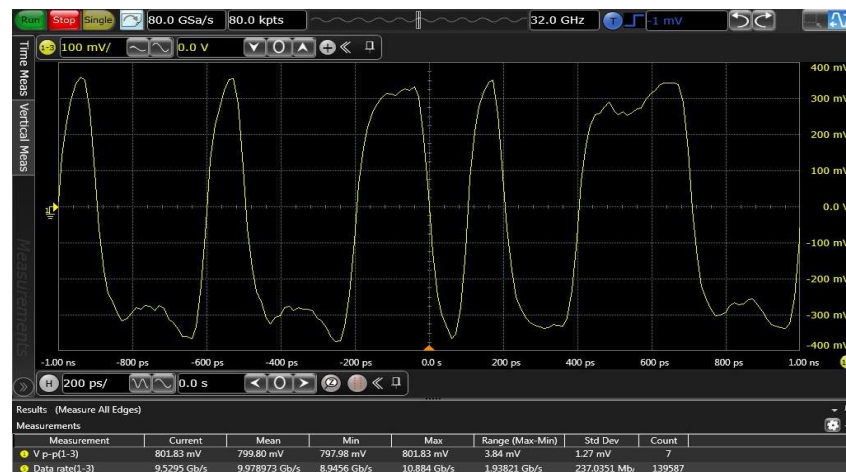 Run Stop Single 80.0 GSa/s 80.0 kpts 32.0 GHz T -1 mV
1-3 100 mV/ 0.0 V
Time Meas
Vertical Meas
Measurements
400 mV
300 mV
200 mV
100 mV
0.0 V
-100 mV
-200 mV
-300 mV
-400 mV
-1.00 ns -800 ps -600 ps -400 ps -200 ps 0.0 s 200 ps 400 ps 600 ps 800 ps 1.00 ns
H 200 ps/ 0.0 s
Results (Measure All Edges)
Measurements
Measurement Current Mean Min Max Range (Max-Min) Std Dev Count
V p-p(1-3) 801.83 mV 799.80 mV 797.98 mV 801.83 mV 3.84 mV 1.27 mV 7
Data rate(1-3) 9.5295 Gb/s 9.978973 Gb/s 8.9456 Gb/s 10.884 Gb/s 1.93821 Gb/s 237.0351 Mb/ 139587